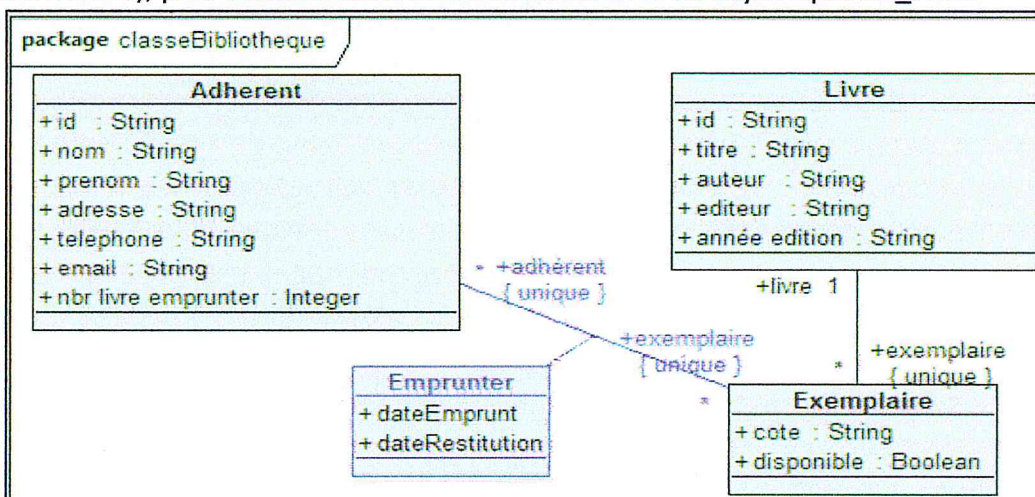 package classeBibliotheque
Adherent
+id : String
+nom : String
+prenom : String
+adresse : String
+telephone : String
+email : String
+nbr livre emprunter : Integer
Livre
+id : String
+titre : String
+auteur : String
+editeur : String
+année edition : String
* +adhérent
{ unique }
+livre 1
+exemplaire
{ unique }
*
+exemplaire
* { unique }
Emprunter
+dateEmprunt
+dateRestitution
Exemplaire
+cote : String
+disponible : Boolean